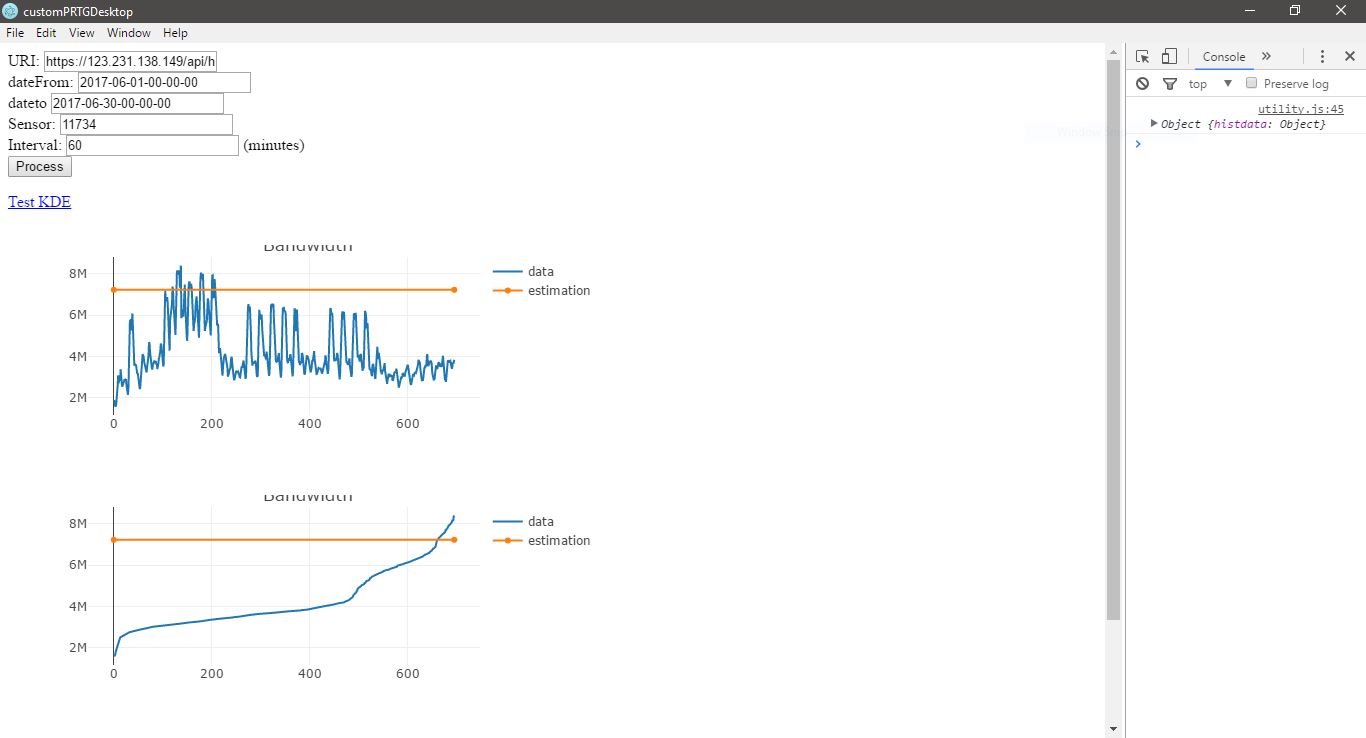 customPRTGDesktop
File Edit View Window Help
URI: https://123.231.138.149/api/h
dateFrom: 2017-06-01-00-00-00
dateto 2017-06-30-00-00-00
Sensor: 11734
Interval: 60 (minutes)
Process
Test KDE
Bandwidth
8M
6M
4M
2M
0 200 400 600
data
estimation
Bandwidth
8M
6M
4M
2M
0 200 400 600
data
estimation
Console »
top ▼ Preserve log
utility.js:45
Object {histdata: Object}
Window